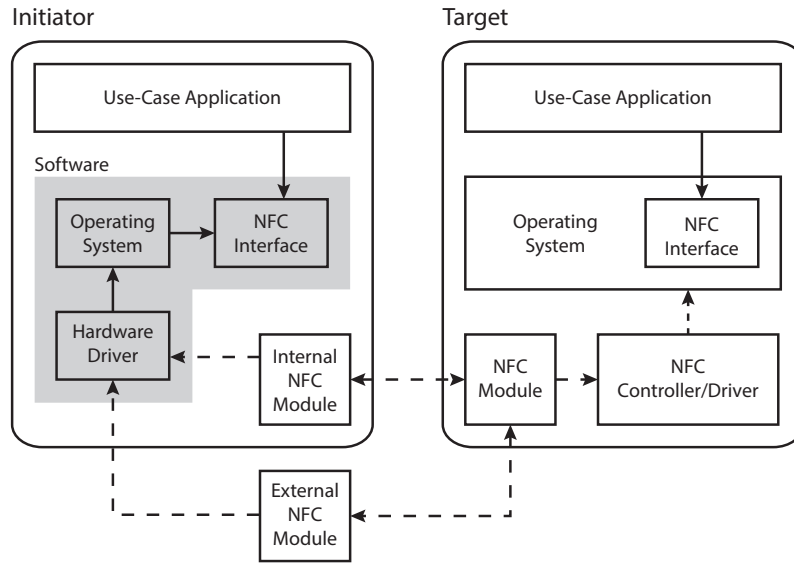 Initiator
Use-Case Application
Software
Operating
System
NFC
Interface
Hardware
Driver
Internal
NFC
Module
External
NFC
Module
Target
Use-Case Application
Operating
System
NFC
Interface
NFC
Module
NFC
Controller/Driver